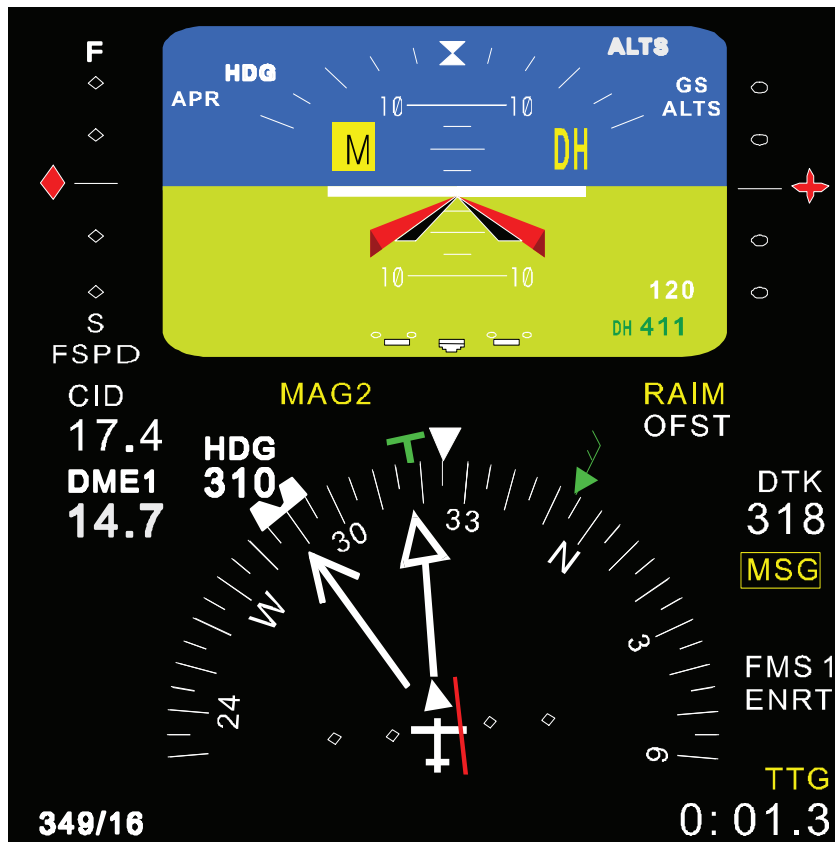 F
HDG
ALTS
APR
GS
ALTS
10
10
M
DH
10
10
120
DH 411
S
FSPD
CID
17.4
DME1
14.7
MAG2
RAIM
OFST
HDG
310
DTK
318
MSG
30
33
N
W
3
24
6
FMS 1
ENRT
TTG
0:01.3
349/16